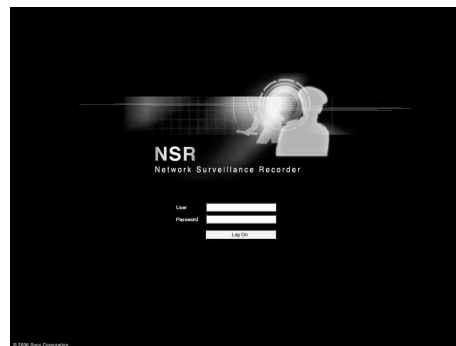 NSR
Network Surveillance Recorder
User
Password
Log On
© 2006 Sony Corporation